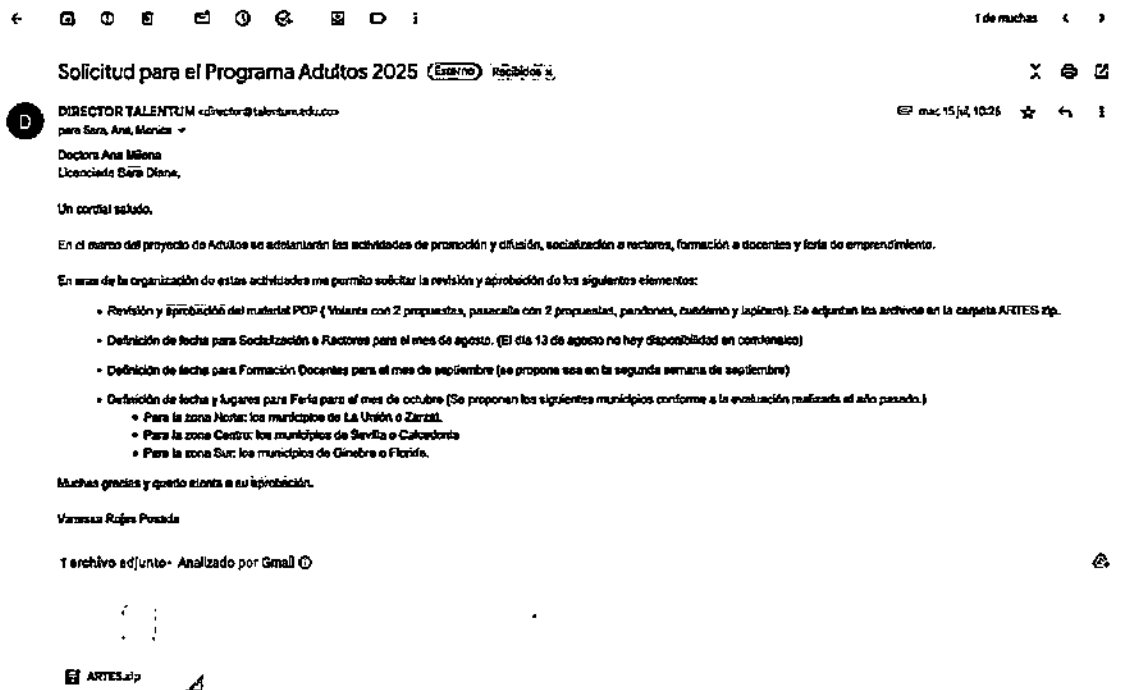 1 de muchas
Solicitud para el Programa Adultos 2025 Externo Recibidos x
DIRECTOR TALENTUM <director@talentum.edu.co> mar, 15 jul, 10:26
para Sara, Ana, Monica
D
Doctora Ana Milena
Licenciada Sara Diana,
Un cordial saludo.
En el marco del proyecto de Adultos se adelantarán las actividades de promoción y difusión, socialización a rectores, formación a docentes y feria de emprendimiento.
En aras de la organización de estas actividades me permito solicitar la revisión y aprobación de los siguientes elementos:
• Revisión y aprobación del material POP ( Volante con 2 propuestas, pasacalle con 2 propuestas, pendones, cuaderno y lapicero). Se adjuntan los archivos en la carpeta ARTES zip.
• Definición de fecha para Socialización a Rectores para el mes de agosto. (El día 13 de agosto no hay disponibilidad en comfenalco)
• Definición de fecha para Formación Docentes para el mes de septiembre (se propone sea en la segunda semana de septiembre)
• Definición de fecha y lugares para Feria para el mes de octubre (Se proponen los siguientes municipios conforme a la evaluación realizada el año pasado.)
• Para la zona Norte: los municipios de La Unión o Zarzal.
• Para la zona Centro: los municipios de Sevilla o Caicedonia
• Para la zona Sur: los municipios de Ginebra o Florida.
Muchas gracias y quedo atenta a su aprobación.
Vanessa Rojas Posada
1 archivo adjunto • Analizado por Gmail
ARTES.zip